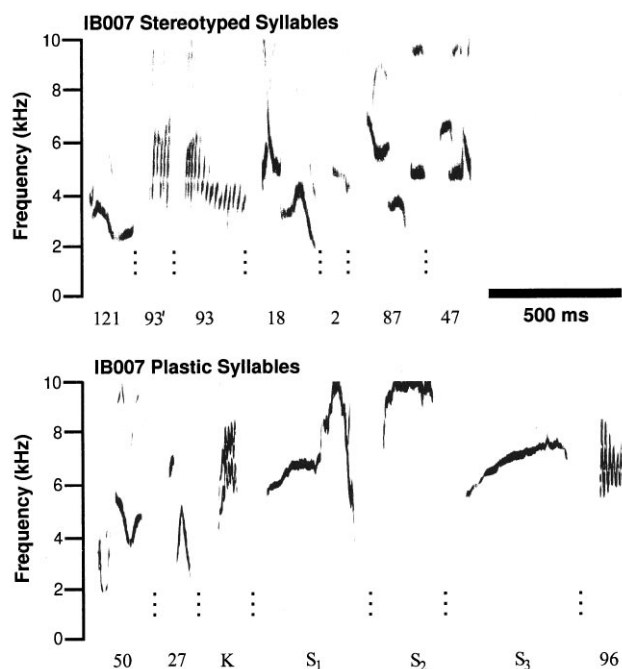 IB007 Stereotyped Syllables
10
8
6
4
2
0
Frequency (kHz)
121 93' 93 18 2 87 47
500 ms
IB007 Plastic Syllables
10
8
6
4
2
0
Frequency (kHz)
50 27 K S1 S2 S3 96